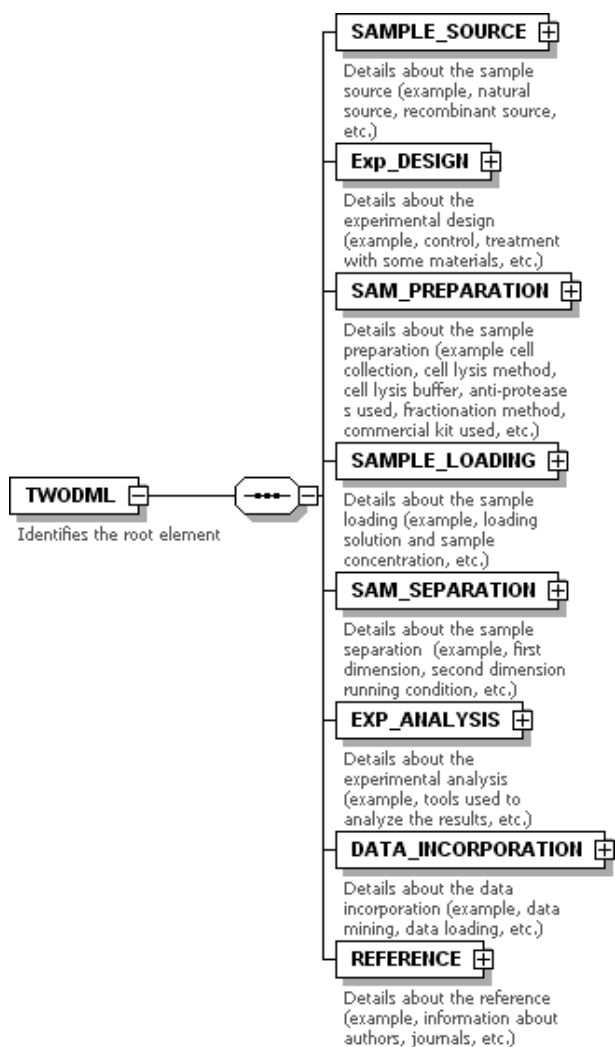 SAMPLE_SOURCE
Details about the sample
source (example, natural
source, recombinant source,
etc.)
Exp_DESIGN
Details about the
experimental design
(example, control, treatment
with some materials, etc.)
SAM_PREPARATION
Details about the sample
preparation (example cell
collection, cell lysis method,
cell lysis buffer, anti-protease
s used, fractionation method,
commercial kit used, etc.)
TWODML
Identifies the root element
SAMPLE_LOADING
Details about the sample
loading (example, loading
solution and sample
concentration, etc.)
SAM_SEPARATION
Details about the sample
separation (example, first
dimension, second dimension
running condition, etc.)
EXP_ANALYSIS
Details about the
experimental analysis
(example, tools used to
analyze the results, etc.)
DATA_INCORPORATION
Details about the data
incorporation (example, data
mining, data loading, etc.)
REFERENCE
Details about the reference
(example, information about
authors, journals, etc.)